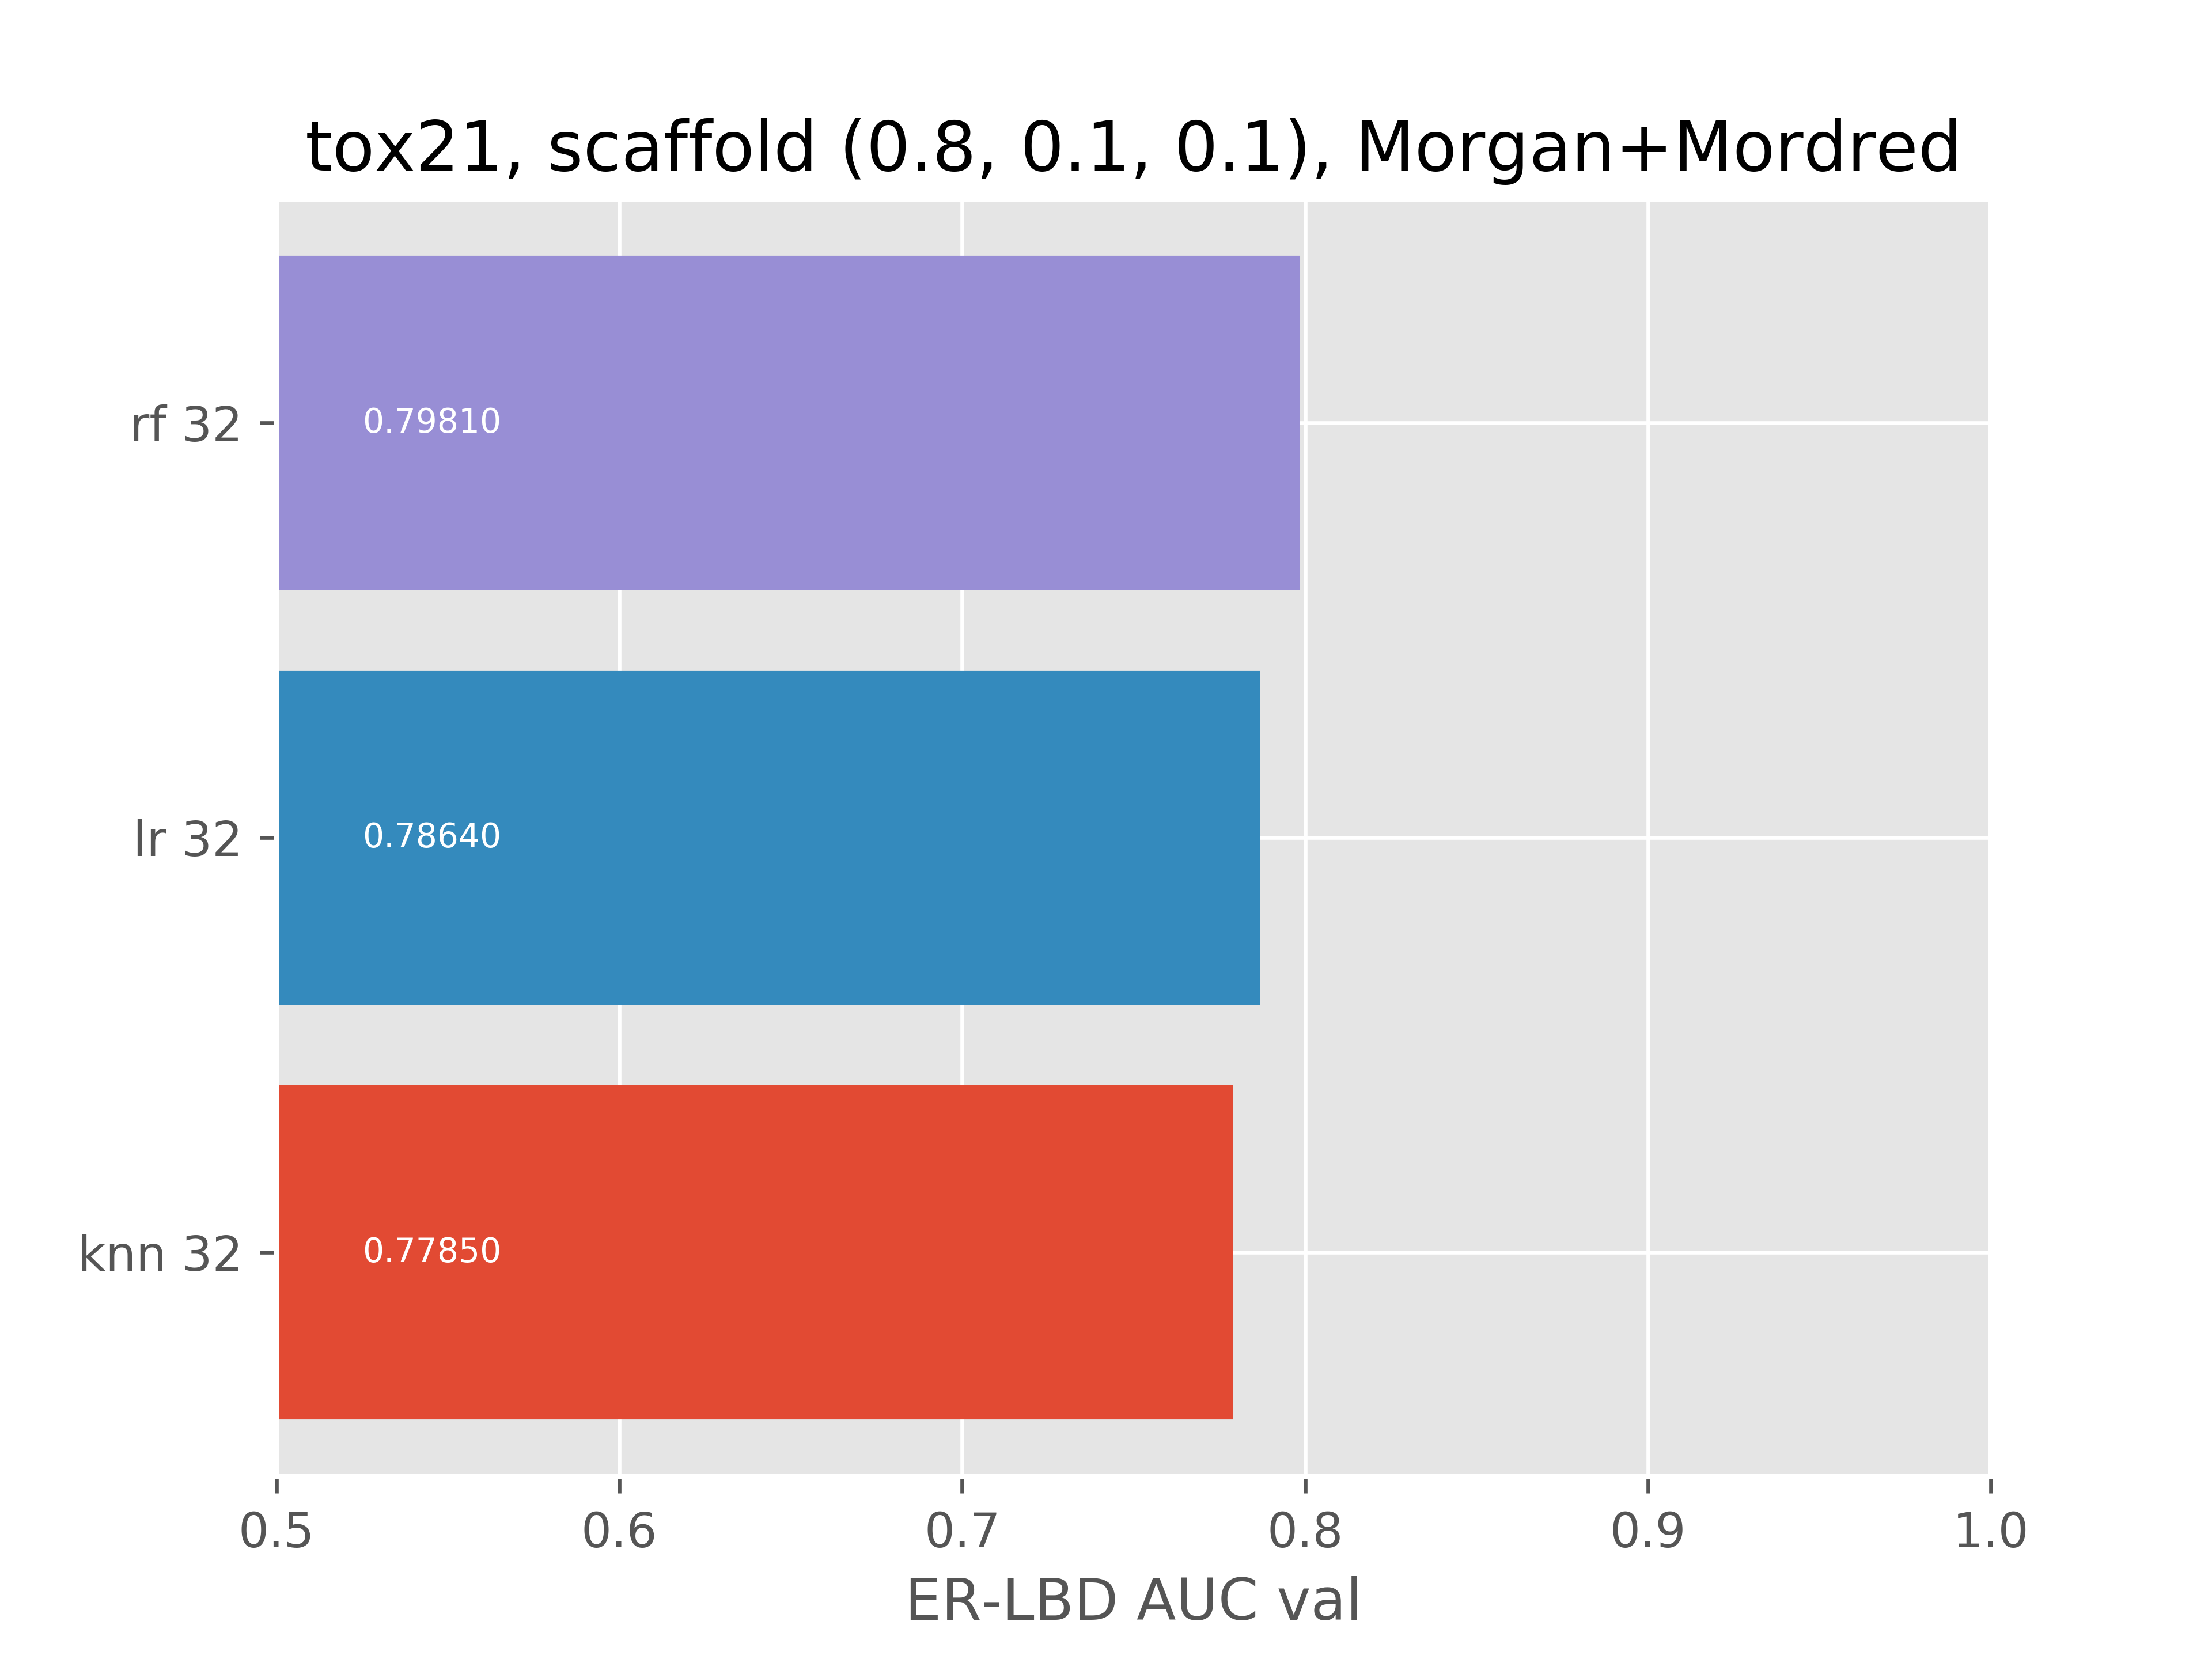 tox21, scaffold (0.8, 0.1, 0.1), Morgan+Mordred
rf 32
0.79810
lr 32
0.78640
knn 32
0.77850
0.5 0.6 0.7 0.8 0.9 1.0
ER-LBD AUC val